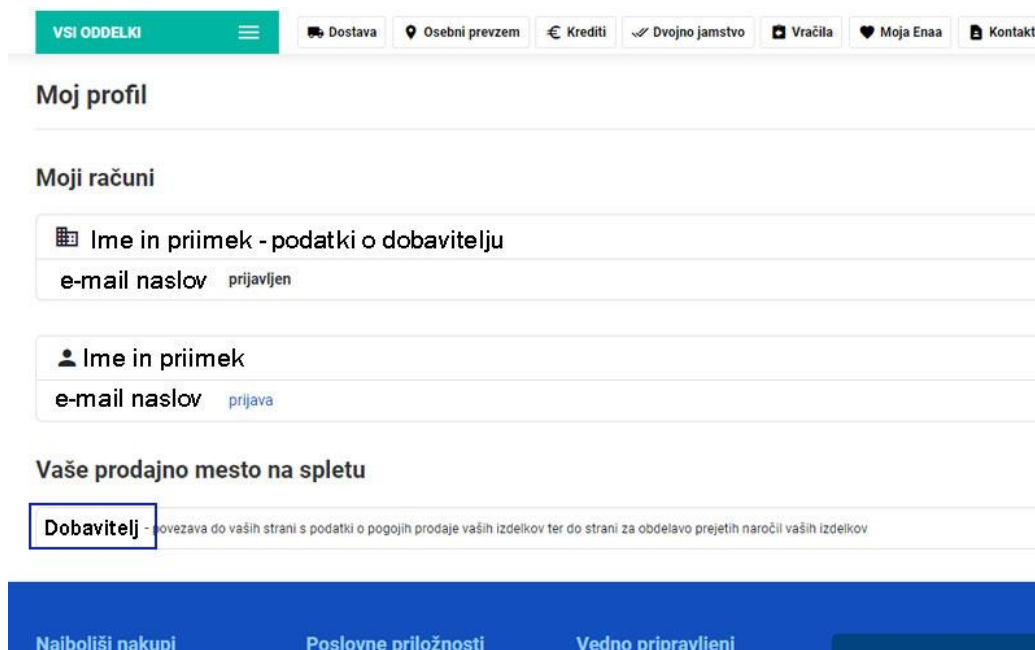 VSI ODDELKI
Dostava
Osebni prevzem
Krediti
Dvojno jamstvo
Vračila
Moja Enaa
Kontakt
Moj profil
Moji računi
Ime in priimek - podatki o dobavitelju
e-mail naslov prijavljen
Ime in priimek
e-mail naslov prijava
Vaše prodajno mesto na spletu
Dobavitelj - povezava do vaših strani s podatki o pogojih prodaje vaših izdelkov ter do strani za obdelavo prejetih naročil vaših izdelkov
Najboljši nakupi
Poslovne priložnosti
Vedno pripravljeni